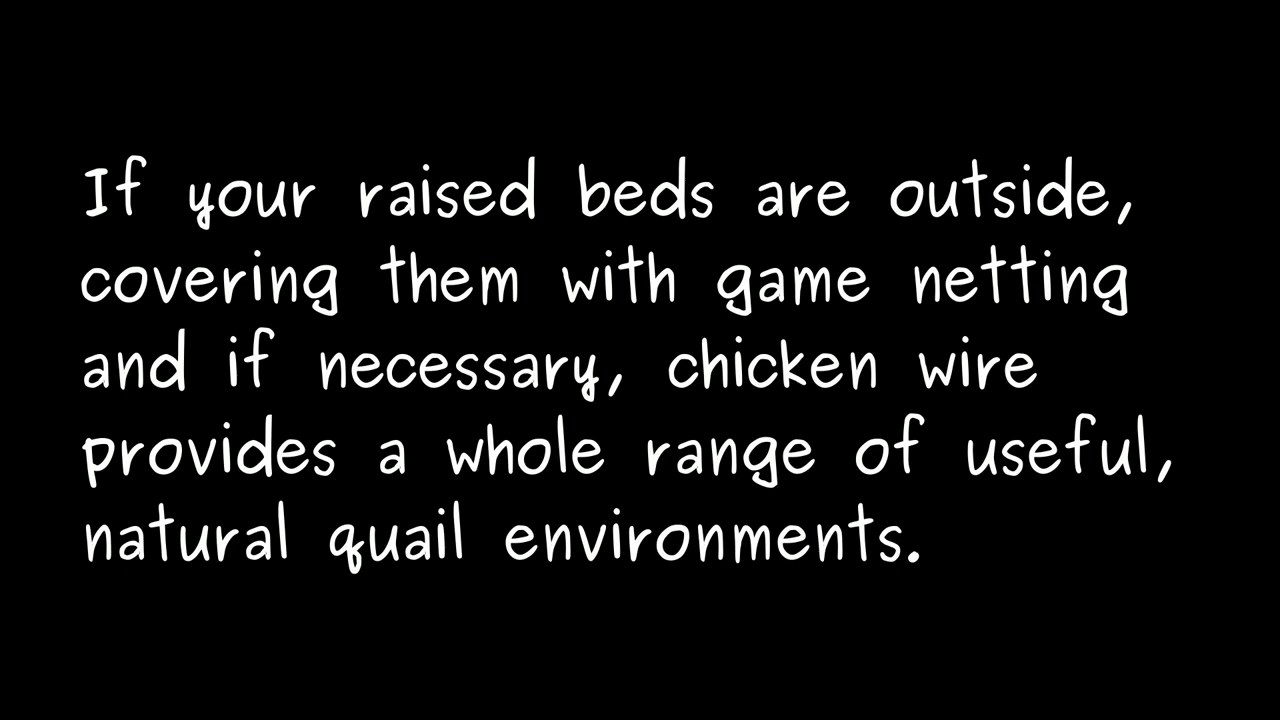 If your raised beds are outside,
covering them with game netting
and if necessary, chicken wire
provides a whole range of useful,
natural quail environments.